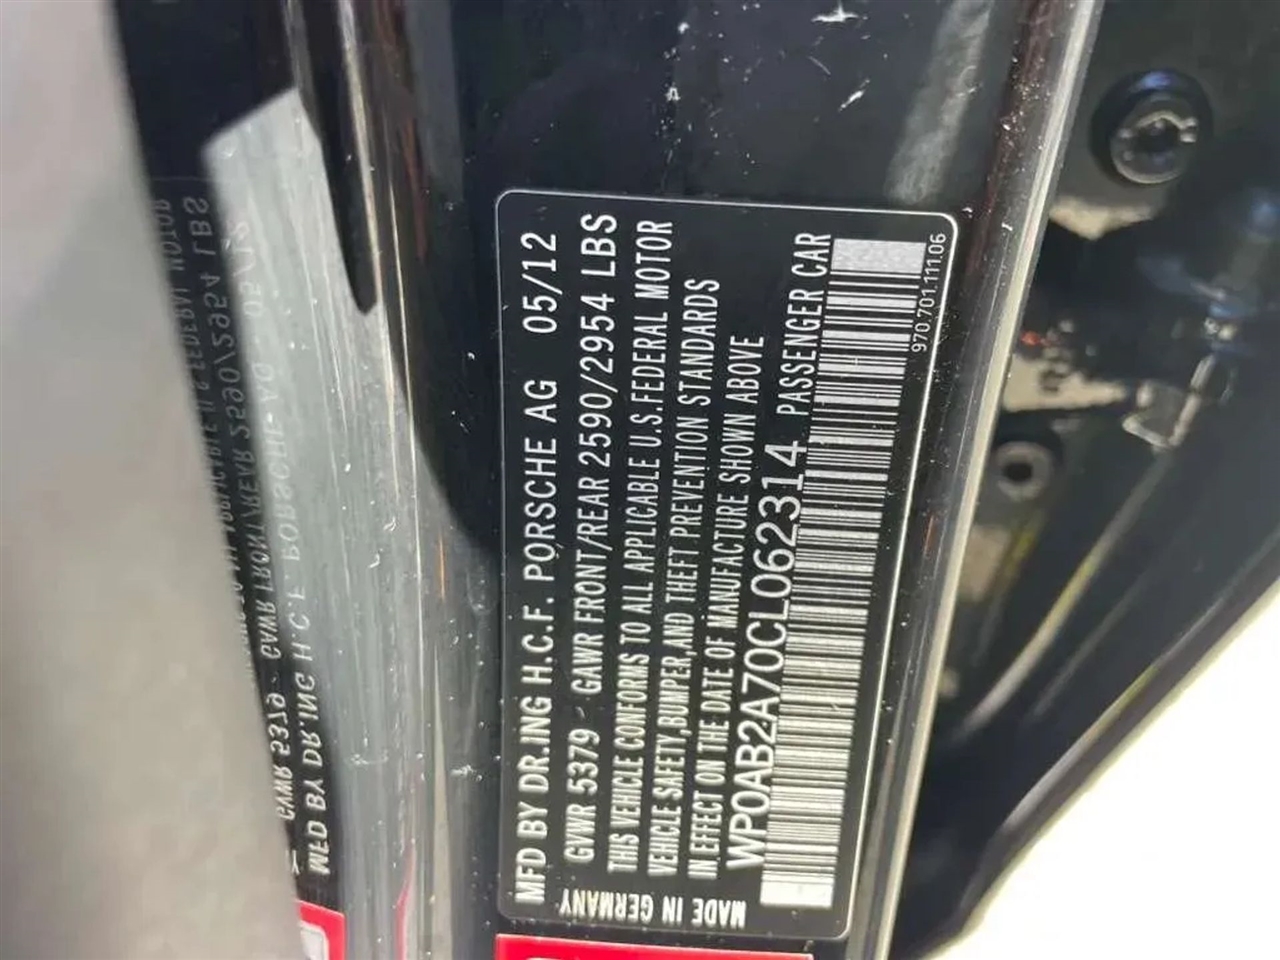 MFD BY DR.ING H.C.F. PORSCHE AG 05/12
GVWR 5379 - GAWR FRONT/REAR 2590/2954 LBS
THIS VEHICLE CONFORMS TO ALL APPLICABLE U.S.FEDERAL MOTOR
VEHICLE SAFETY,BUMPER,AND THEFT PREVENTION STANDARDS
IN EFFECT ON THE DATE OF MANUFACTURE SHOWN ABOVE
WP0AB2A70CL062314 PASSENGER CAR
970.701.111.06
MADE IN GERMANY